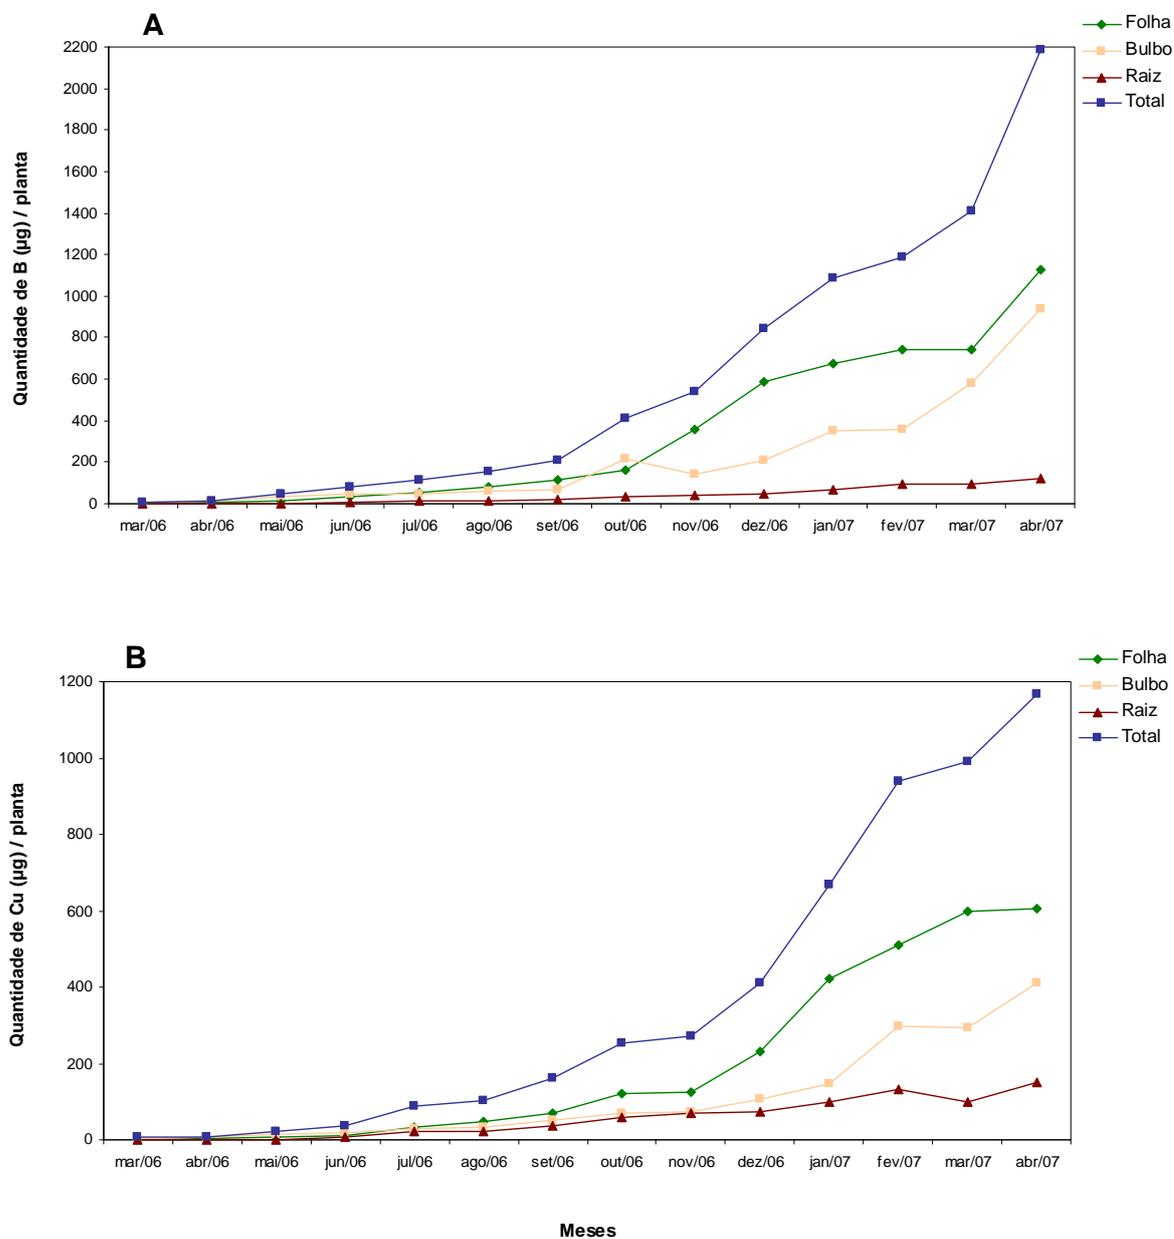 A
Folha
Bulbo
Raiz
Total
Quantidade de B (µg) / planta
2200
2000
1800
1600
1400
1200
1000
800
600
400
200
0
mar/06 abr/06 mai/06 jun/06 jul/06 ago/06 set/06 out/06 nov/06 dez/06 jan/07 fev/07 mar/07 abr/07
B
Folha
Bulbo
Raiz
Total
Quantidade de Cu (µg) / planta
1200
1000
800
600
400
200
0
mar/06 abr/06 mai/06 jun/06 jul/06 ago/06 set/06 out/06 nov/06 dez/06 jan/07 fev/07 mar/07 abr/07
Meses